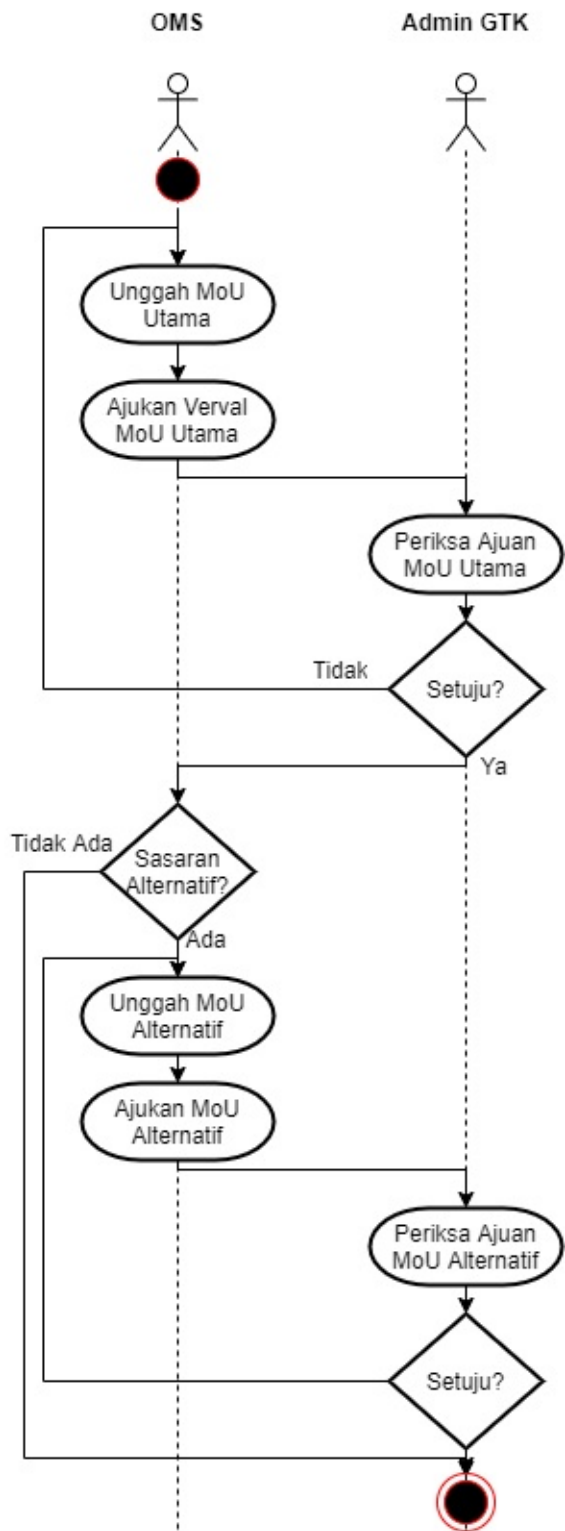 OMS
Admin GTK
Unggah MoU
Utama
Ajukan Verval
MoU Utama
Periksa Ajuan
MoU Utama
Tidak
Setuju?
Ya
Tidak Ada
Sasaran
Alternatif?
Ada
Unggah MoU
Alternatif
Ajukan MoU
Alternatif
Periksa Ajuan
MoU Alternatif
Setuju?